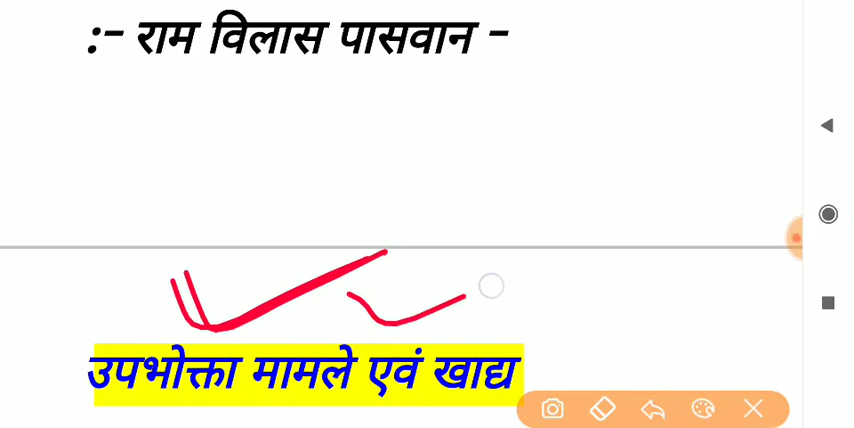 :- राम विलास पासवान -
उपभोक्ता मामले एवं खाद्य